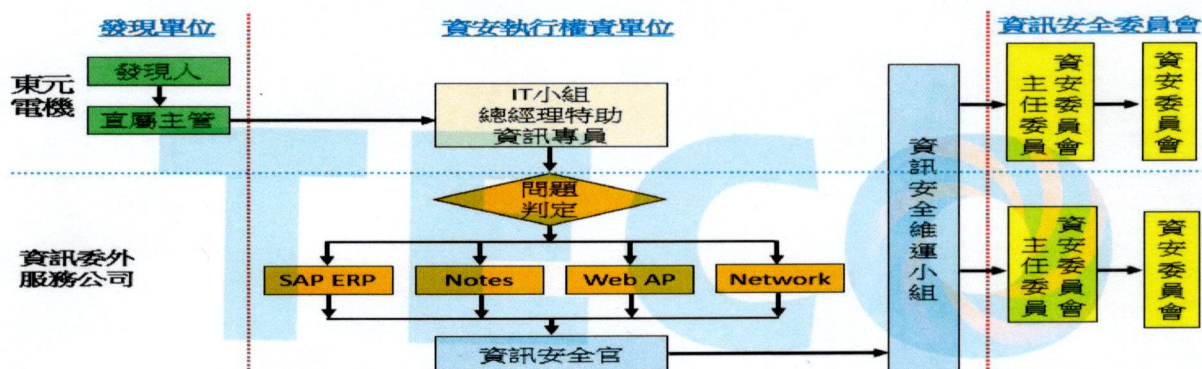 發現單位
資安執行權責單位
資訊安全委員會
東元
電機
發現人
直屬主管
IT小組
總經理特助
資訊專員
資安委員會
主任委員
資安委員會
問題
判定
資訊安全維運小組
資訊委外
服務公司
SAP ERP
Notes
Web AP
Network
資訊安全官
資安委員會
主任委員
資安委員會
TECO